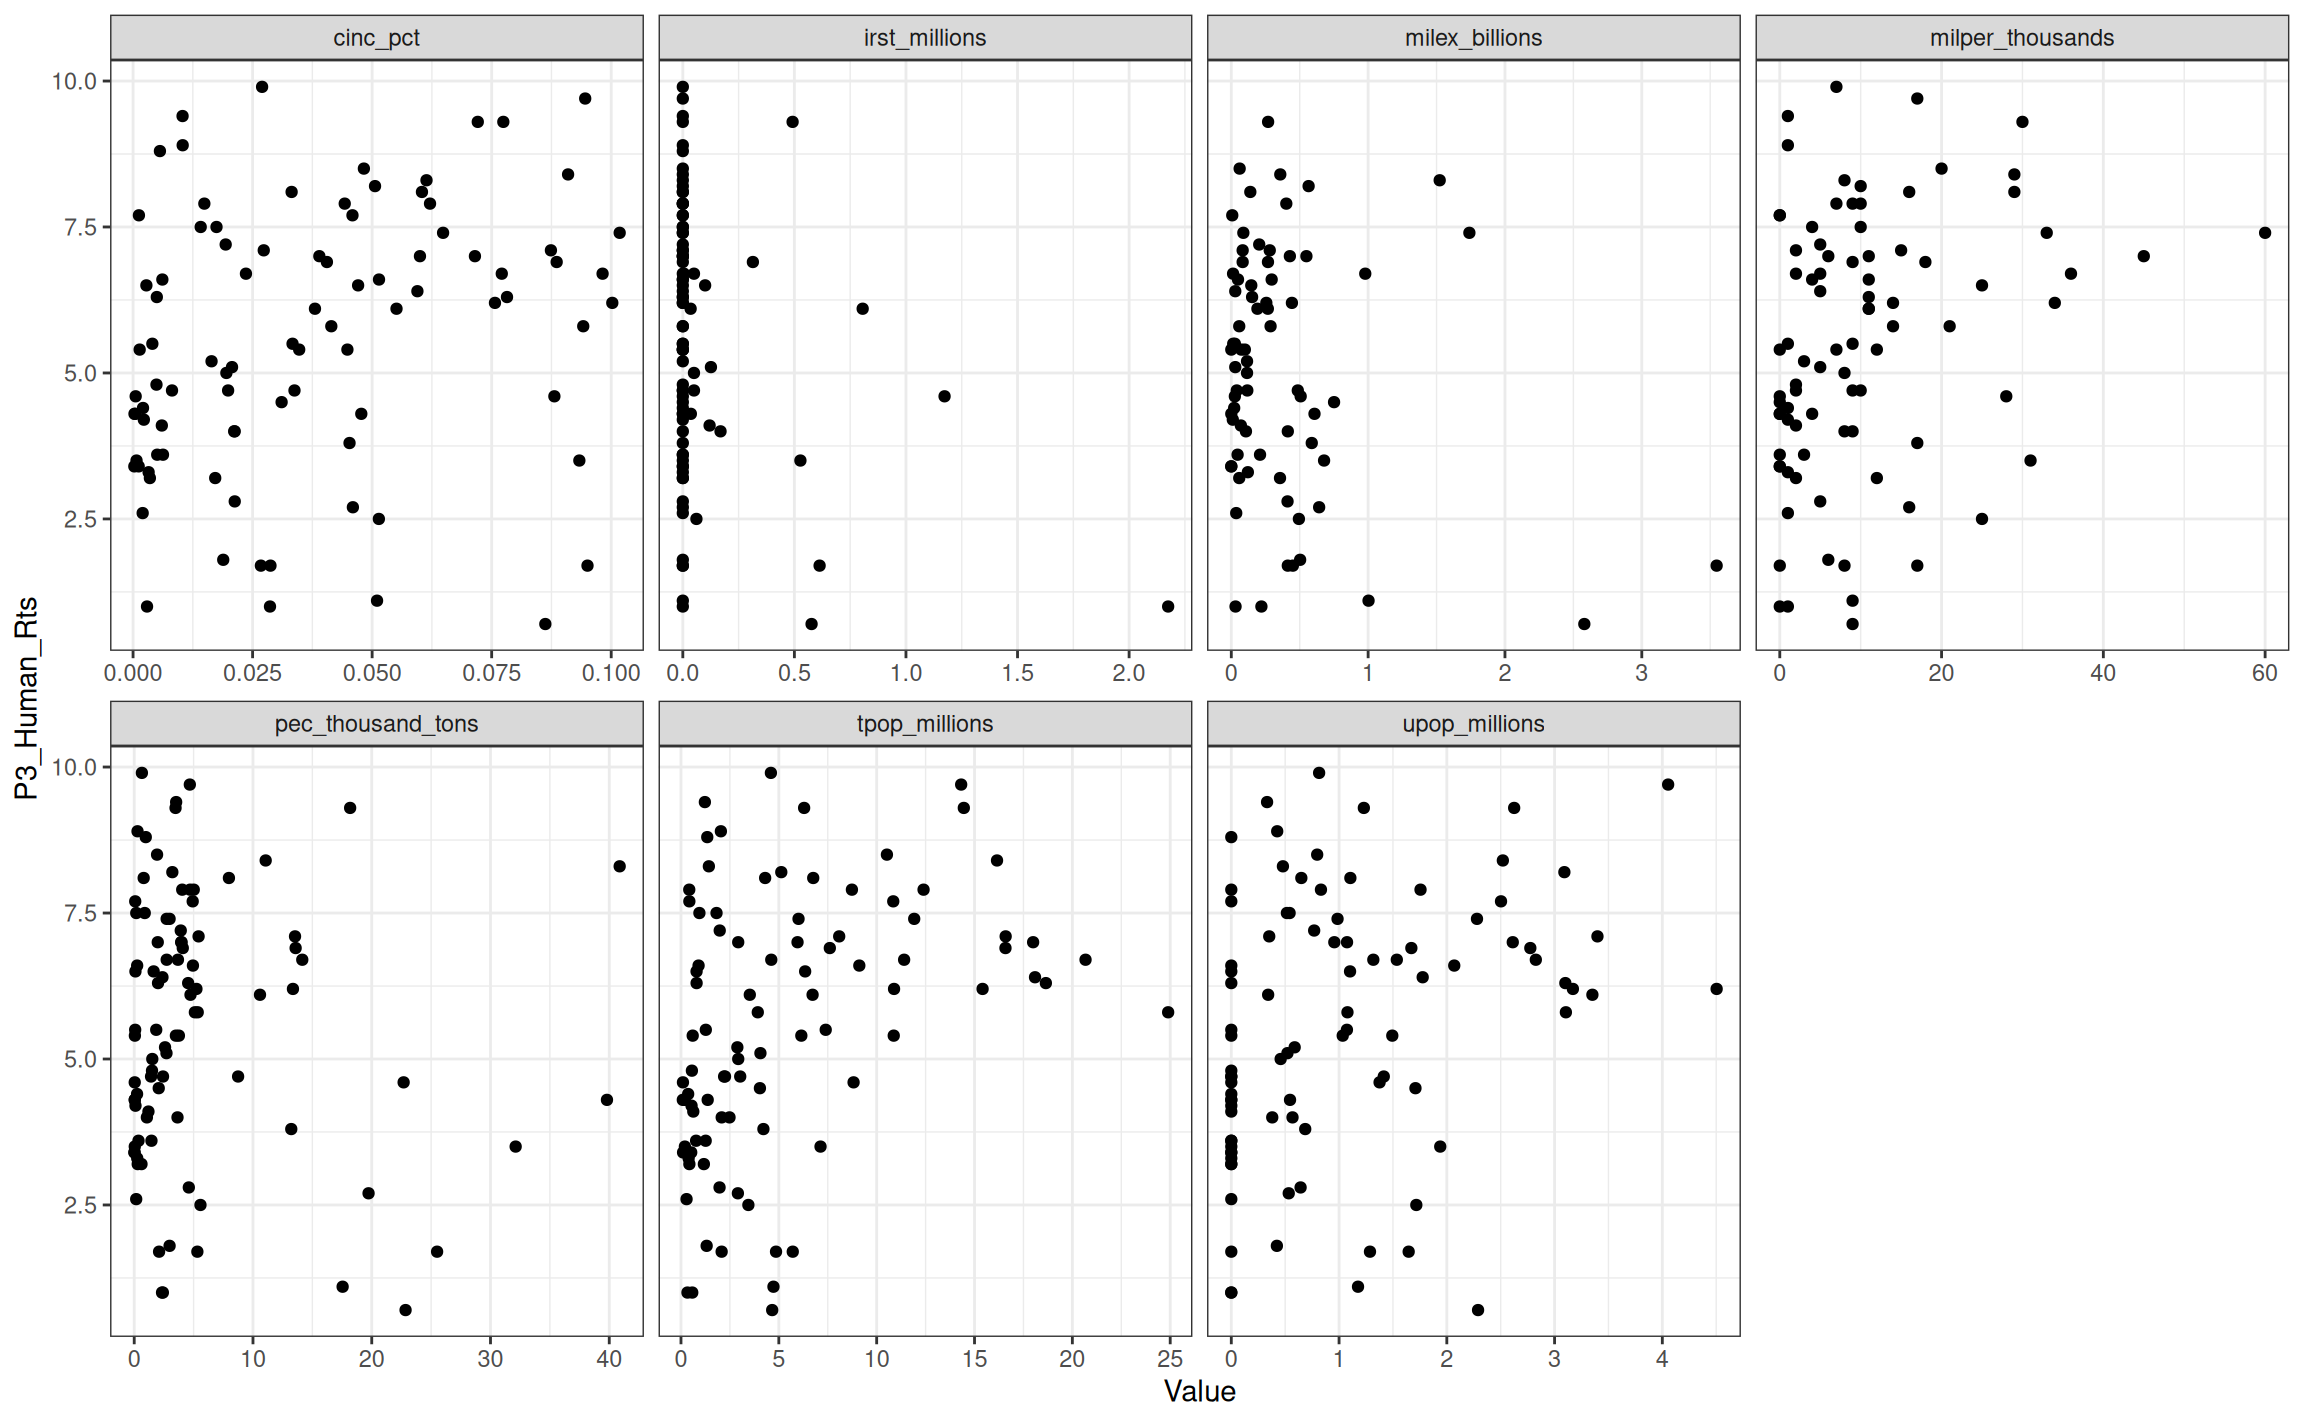 cinc_pct irst_millions milex_billions milper_thousands
10.0
7.5
5.0
2.5
0.000 0.025 0.050 0.075 0.100 0.0 0.5 1.0 1.5 2.0 0 1 2 3 0 20 40 60
P3_Human_Rts
pec_thousand_tons tpop_millions upop_millions
10.0
7.5
5.0
2.5
0 10 20 30 40 0 5 10 15 20 25 0 1 2 3 4
Value